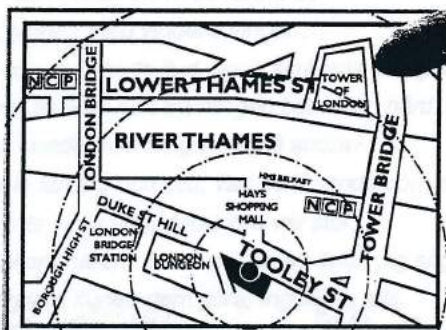 NCP
LOWER THAMES ST
TOWER
OF
LONDON
LONDON BRIDGE
RIVER THAMES
TOWER BRIDGE
HMS BELFAST
HAYS
SHOPPING
MALL
NCP
DUKE ST HILL
BOROUGH HIGH ST
LONDON
BRIDGE
STATION
LONDON
DUNGEON
TOOLEY ST